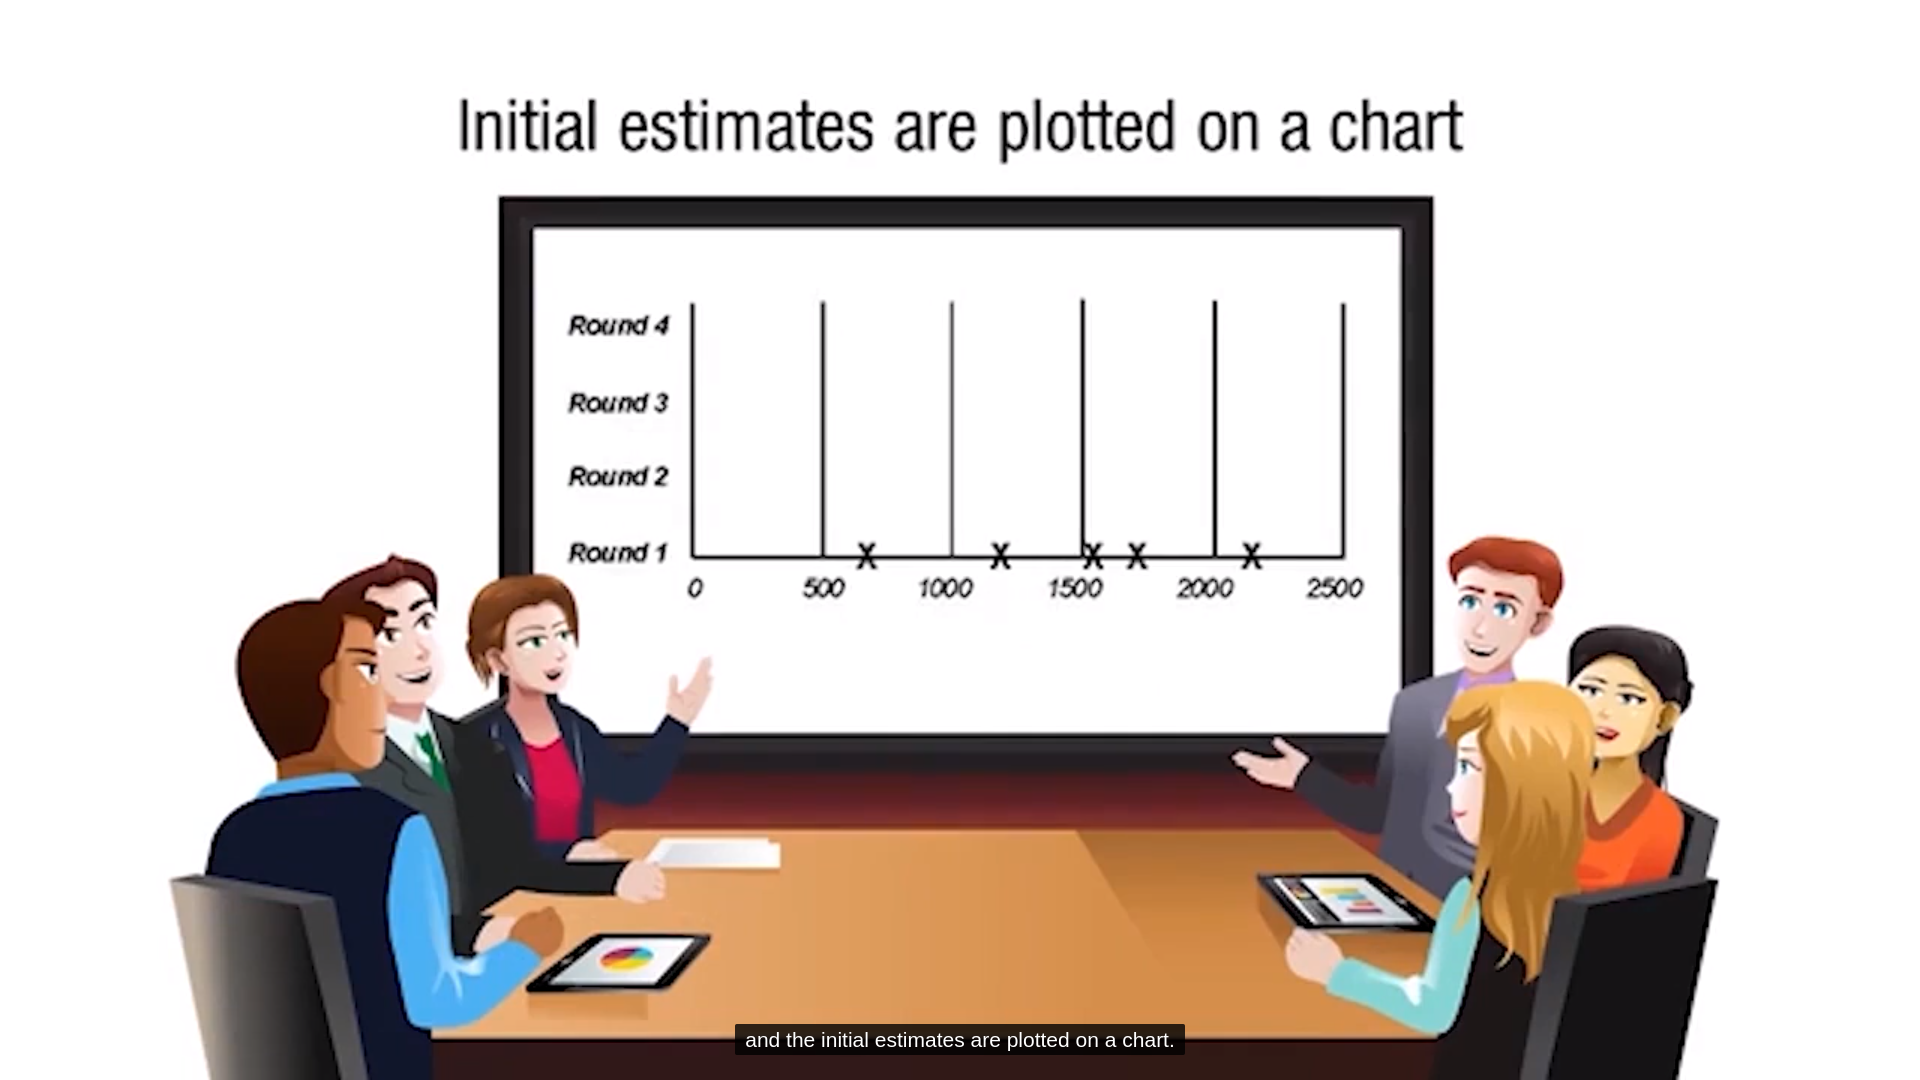 Initial estimates are plotted on a chart
Round 4
Round 3
Round 2
Round 1
X X X X X
0 500 1000 1500 2000 2500
and the initial estimates are plotted on a chart.